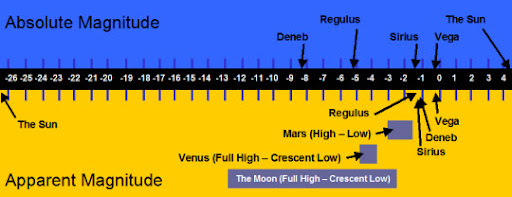 Absolute Magnitude
Regulus
The Sun
Deneb
Sirius
Vega
-26 -25 -24 -23 -22 -21 -20 -19 -18 -17 -16 -15 -14 -13 -12 -11 -10 -9 -8 -7 -6 -5 -4 -3 -2 -1 0 1 2 3 4
The Sun
Regulus
Vega
Mars (High – Low)
Deneb
Sirius
Venus (Full High – Crescent Low)
The Moon (Full High – Crescent Low)
Apparent Magnitude